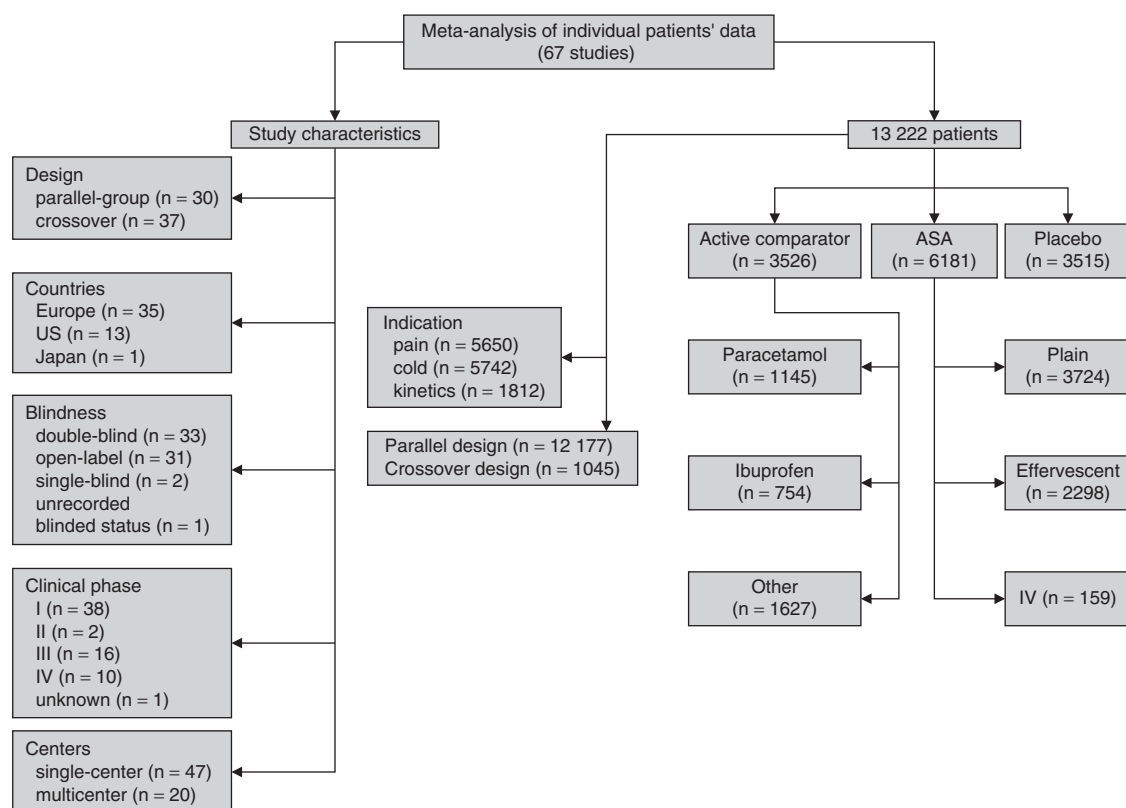 Meta-analysis of individual patients' data
(67 studies)
Study characteristics
13 222 patients
Design
parallel-group (n = 30)
crossover (n = 37)
Countries
Europe (n = 35)
US (n = 13)
Japan (n = 1)
Blindness
double-blind (n = 33)
open-label (n = 31)
single-blind (n = 2)
unrecorded
blinded status (n = 1)
Clinical phase
I (n = 38)
II (n = 2)
III (n = 16)
IV (n = 10)
unknown (n = 1)
Centers
single-center (n = 47)
multicenter (n = 20)
Indication
pain (n = 5650)
cold (n = 5742)
kinetics (n = 1812)
Parallel design (n = 12 177)
Crossover design (n = 1045)
Active comparator
(n = 3526)
ASA
(n = 6181)
Placebo
(n = 3515)
Paracetamol
(n = 1145)
Ibuprofen
(n = 754)
Other
(n = 1627)
Plain
(n = 3724)
Effervescent
(n = 2298)
IV (n = 159)